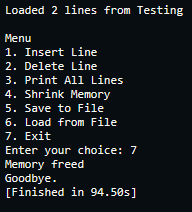 Loaded 2 lines from Testing
Menu
1. Insert Line
2. Delete Line
3. Print All Lines
4. Shrink Memory
5. Save to File
6. Load from File
7. Exit
Enter your choice: 7
Memory freed
Goodbye.
[Finished in 94.50s]